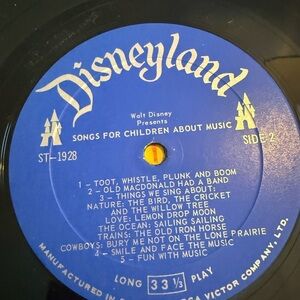 Disneyland
Walt Disney
Presents
SONGS FOR CHILDREN ABOUT MUSIC
ST-1928
SIDE 2
1 - TOOT, WHISTLE, PLUNK AND BOOM
2 - OLD MACDONALD HAD A BAND
3 - THINGS WE SING ABOUT:
NATURE: THE BIRD, THE CRICKET
AND THE WILLOW TREE
LOVE: LEMON DROP MOON
THE OCEAN: SAILING SAILING
TRAINS: THE OLD IRON HORSE
COWBOYS: BURY ME NOT ON THE LONE PRAIRIE
4 - SMILE AND FACE THE MUSIC
5 - FUN WITH MUSIC
LONG 33 1/3 PLAY
MANUFACTURED IN VICTOR COMPANY, LTD.